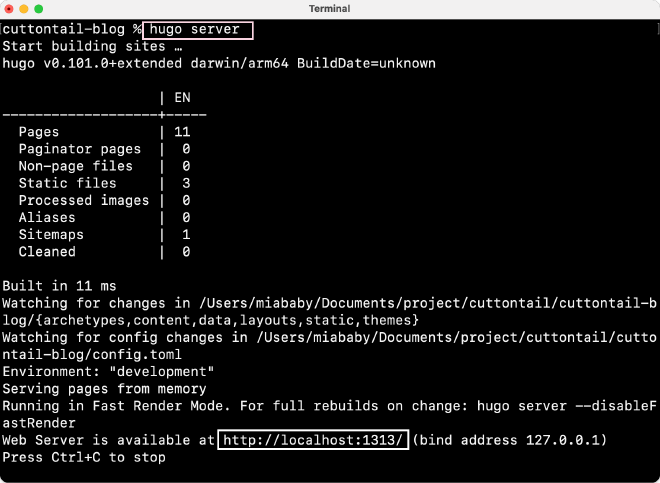 Terminal
cuttontail-blog % hugo server
Start building sites …
hugo v0.101.0+extended darwin/arm64 BuildDate=unknown
| EN
-------------------+-----
Pages | 11
Paginator pages | 0
Non-page files | 0
Static files | 3
Processed images | 0
Aliases | 0
Sitemaps | 1
Cleaned | 0
Built in 11 ms
Watching for changes in /Users/miababy/Documents/project/cuttontail/cuttontail-b
log/{archetypes,content,data,layouts,static,themes}
Watching for config changes in /Users/miababy/Documents/project/cuttontail/cutto
ntail-blog/config.toml
Environment: "development"
Serving pages from memory
Running in Fast Render Mode. For full rebuilds on change: hugo server --disableF
astRender
Web Server is available at http://localhost:1313/ (bind address 127.0.0.1)
Press Ctrl+C to stop